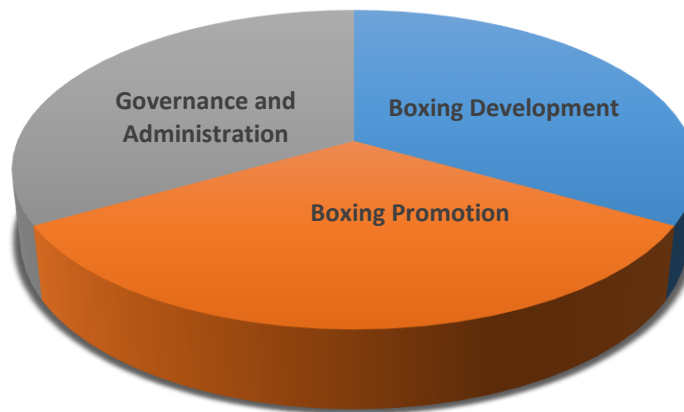 Governance and
Administration
Boxing Development
Boxing Promotion